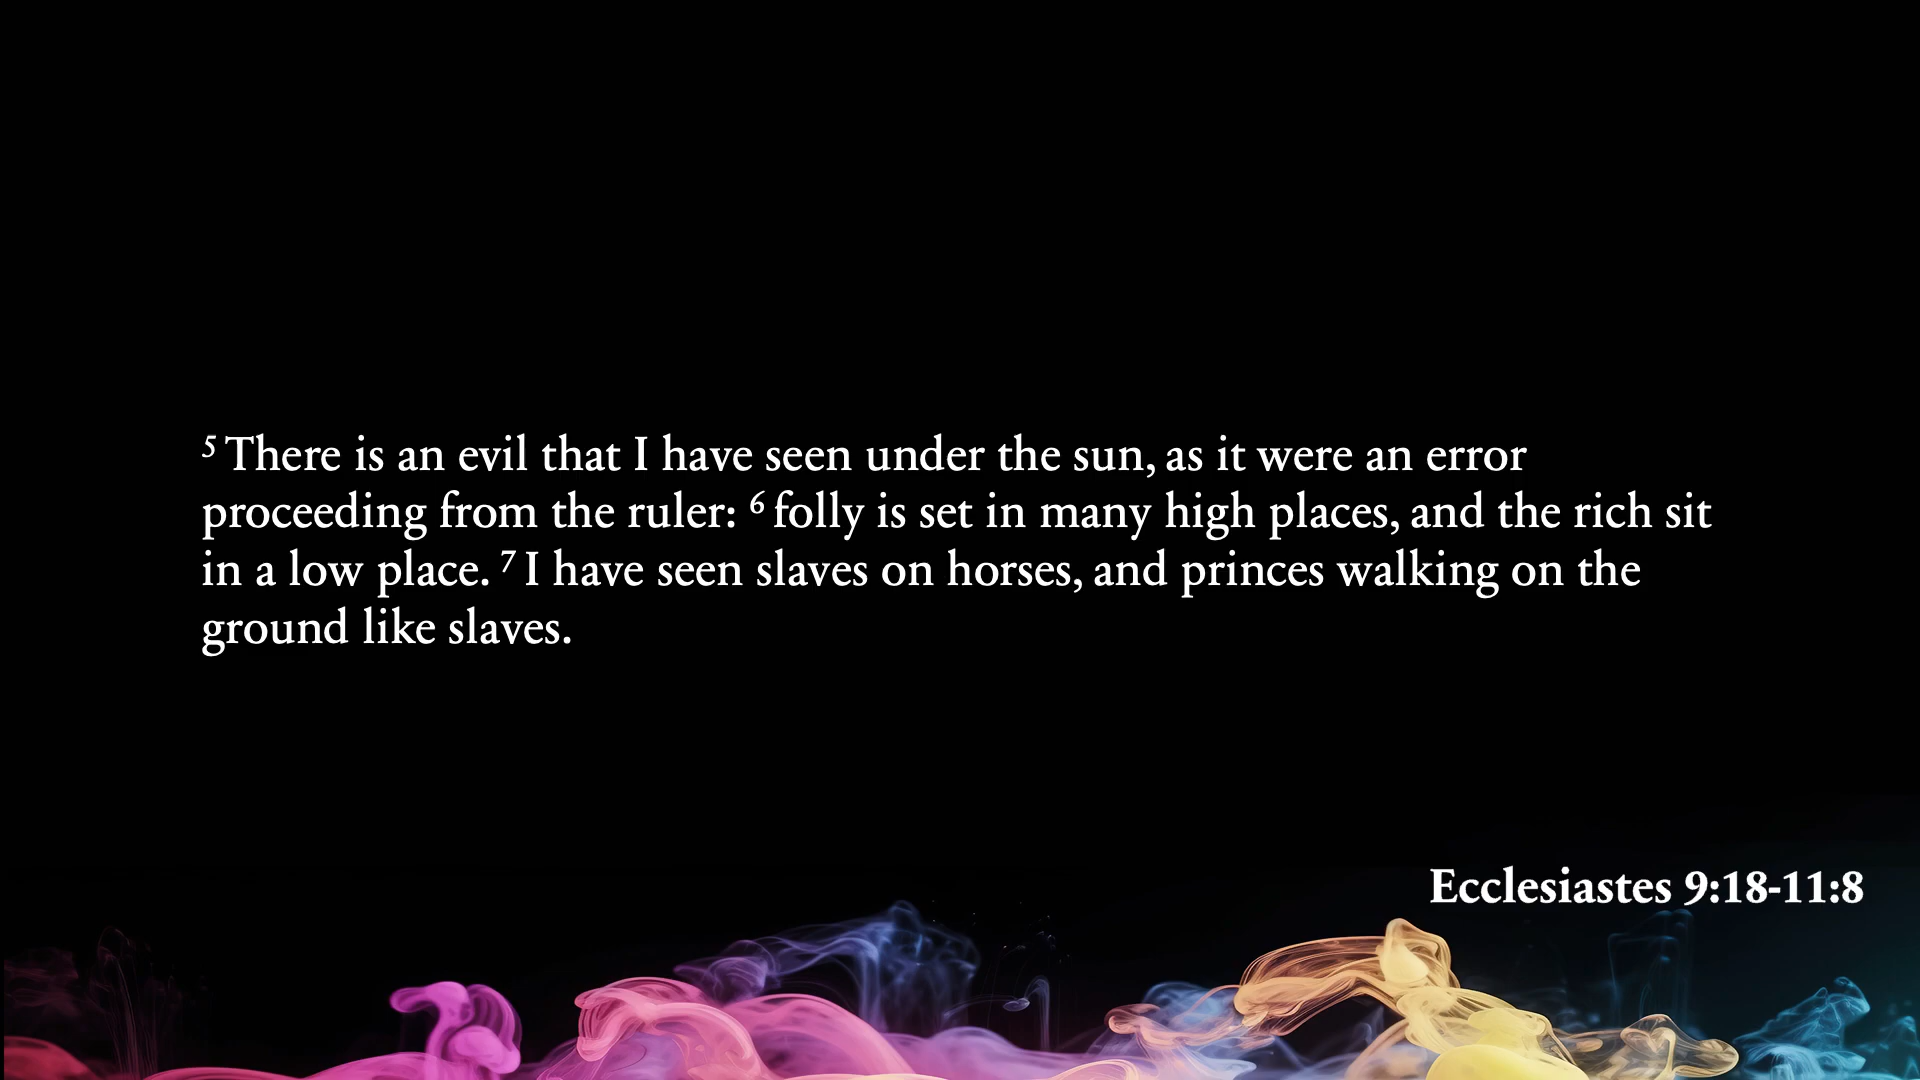 ⁵ There is an evil that I have seen under the sun, as it were an error
proceeding from the ruler: ⁶ folly is set in many high places, and the rich sit
in a low place. ⁷ I have seen slaves on horses, and princes walking on the
ground like slaves.
Ecclesiastes 9:18-11:8